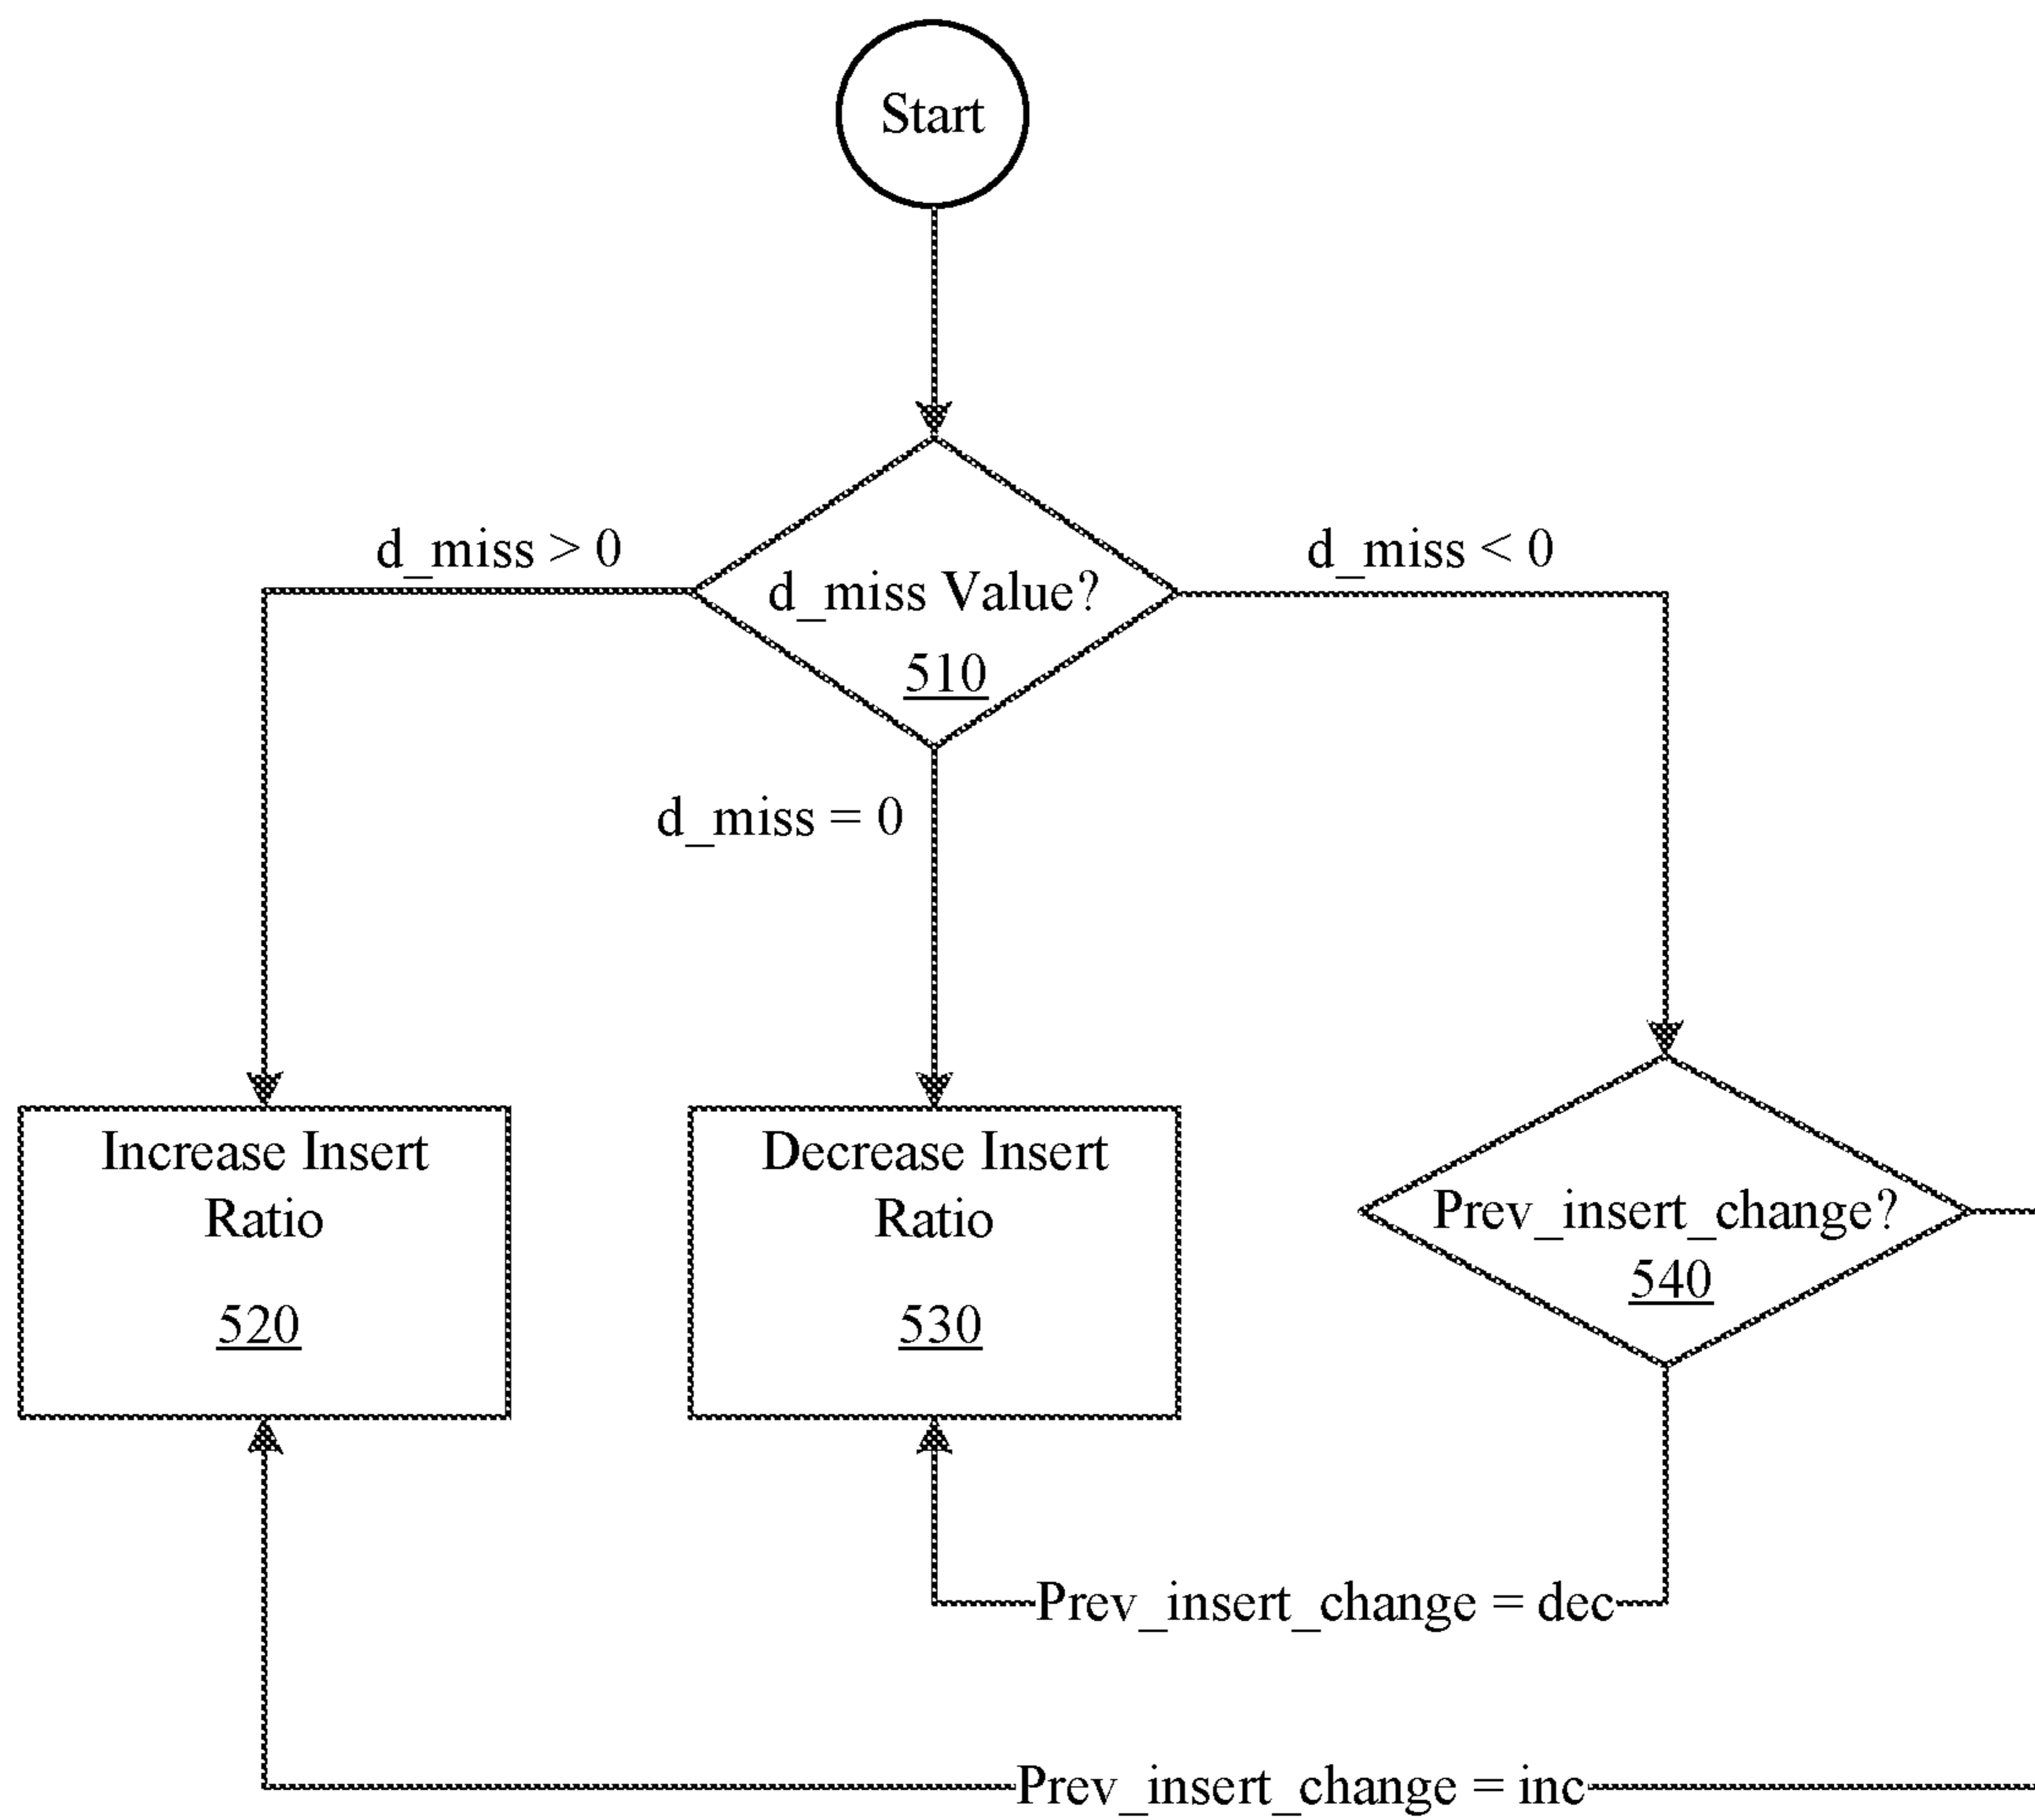 Start
d_miss > 0
d_miss < 0
d_miss Value?
510
d_miss = 0
Increase Insert
Ratio
520
Decrease Insert
Ratio
530
Prev_insert_change?
540
Prev_insert_change = dec
Prev_insert_change = inc